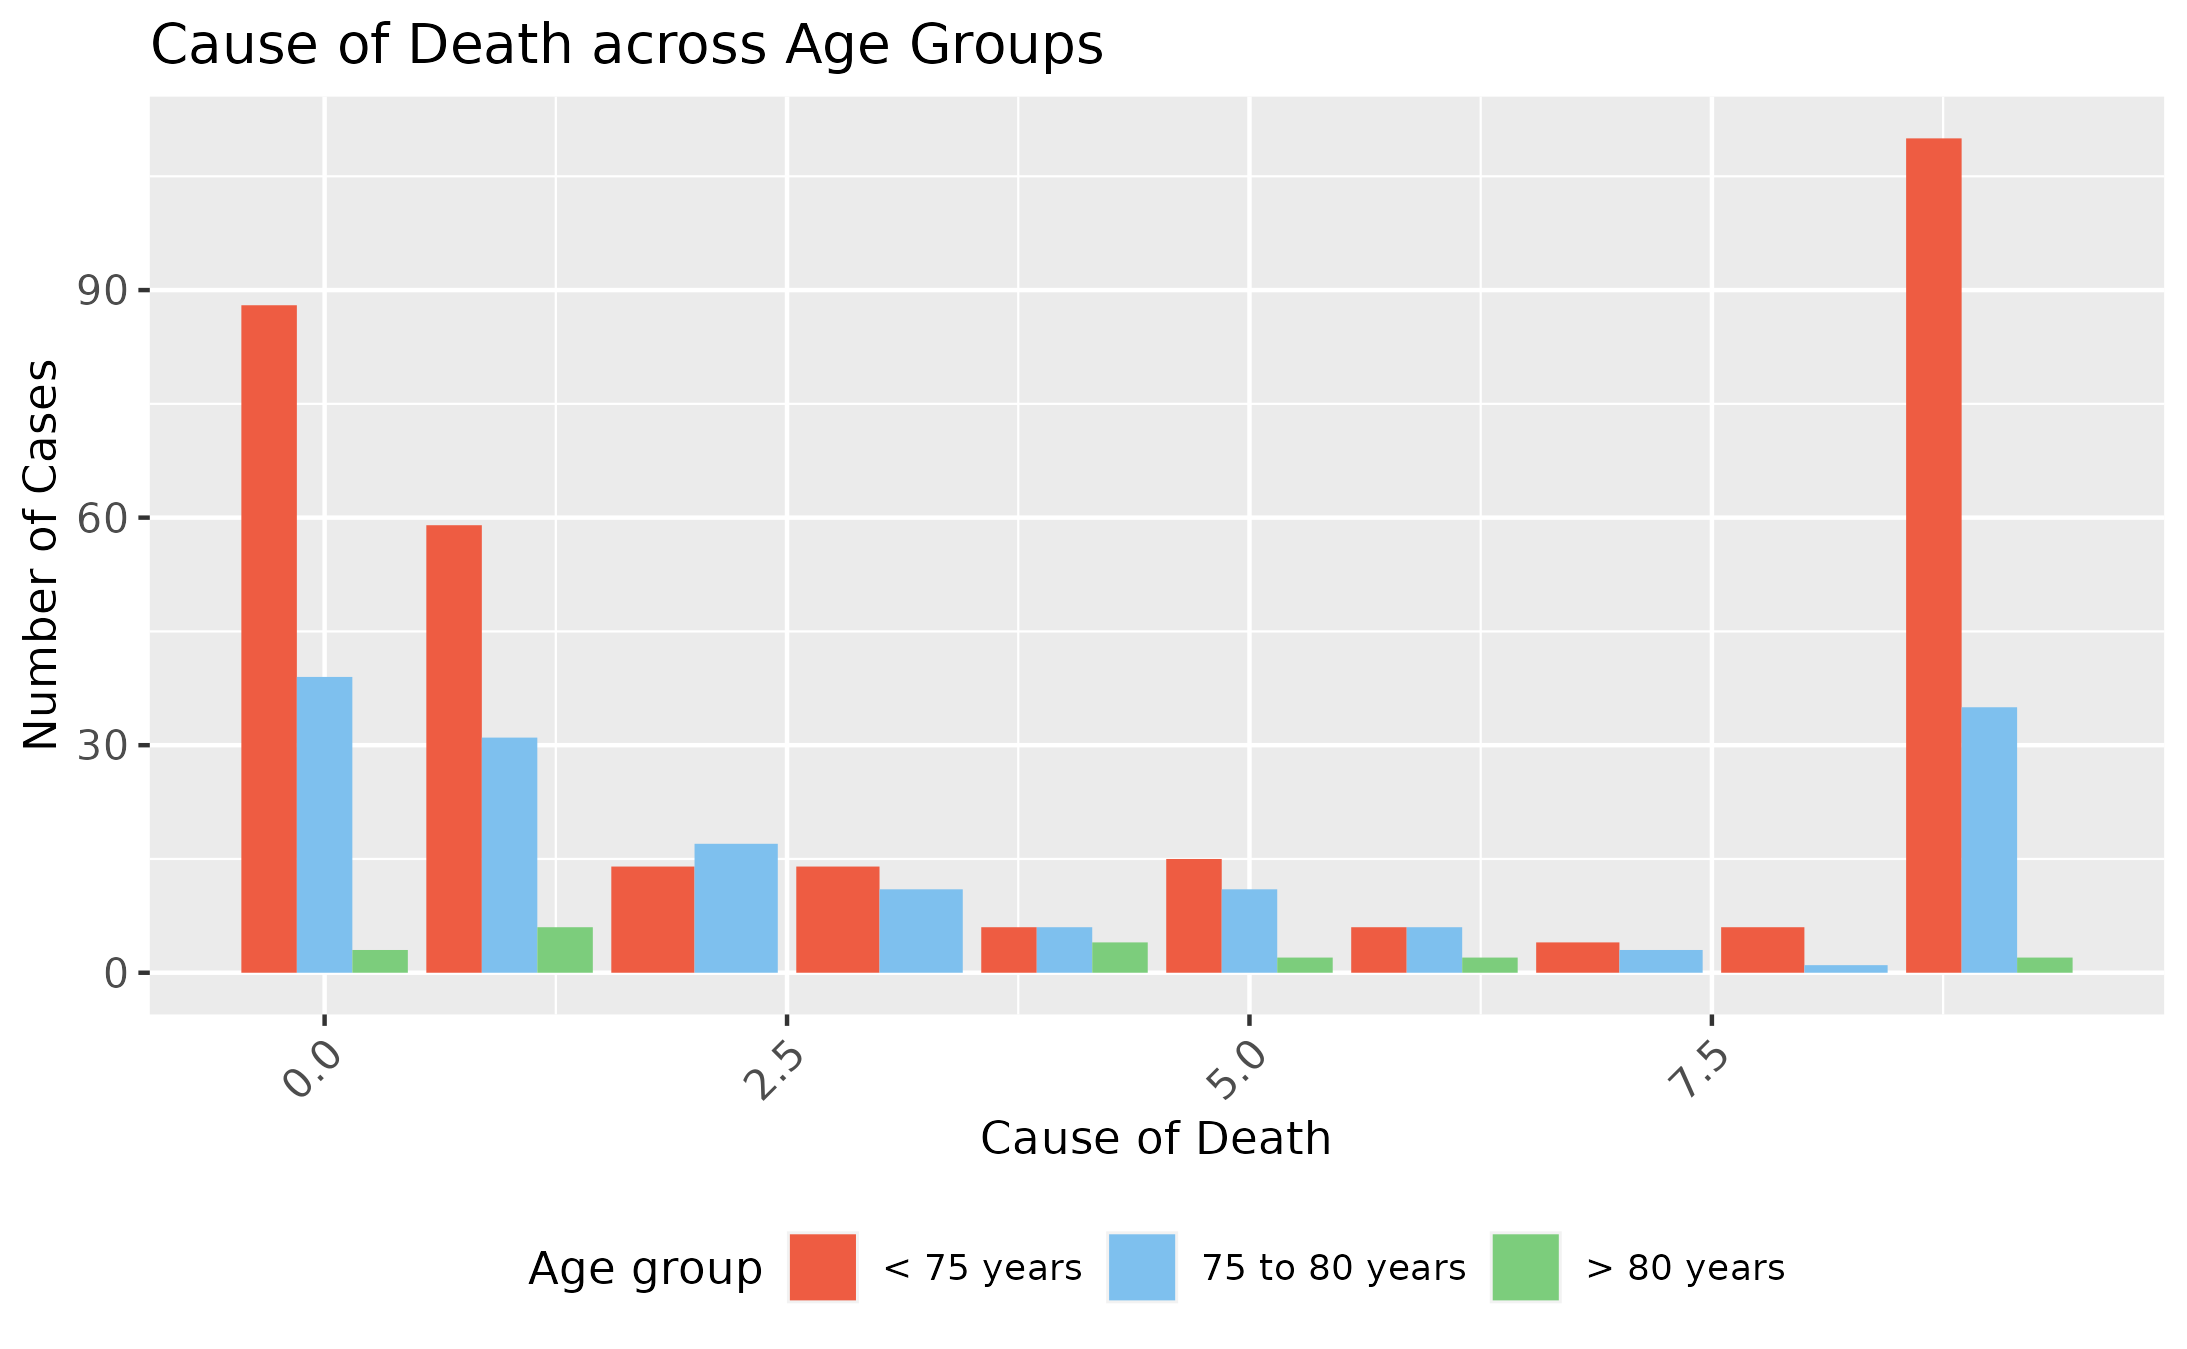 Cause of Death across Age Groups
Number of Cases
90
60
30
0
0.0 2.5 5.0 7.5
Cause of Death
Age group < 75 years 75 to 80 years > 80 years